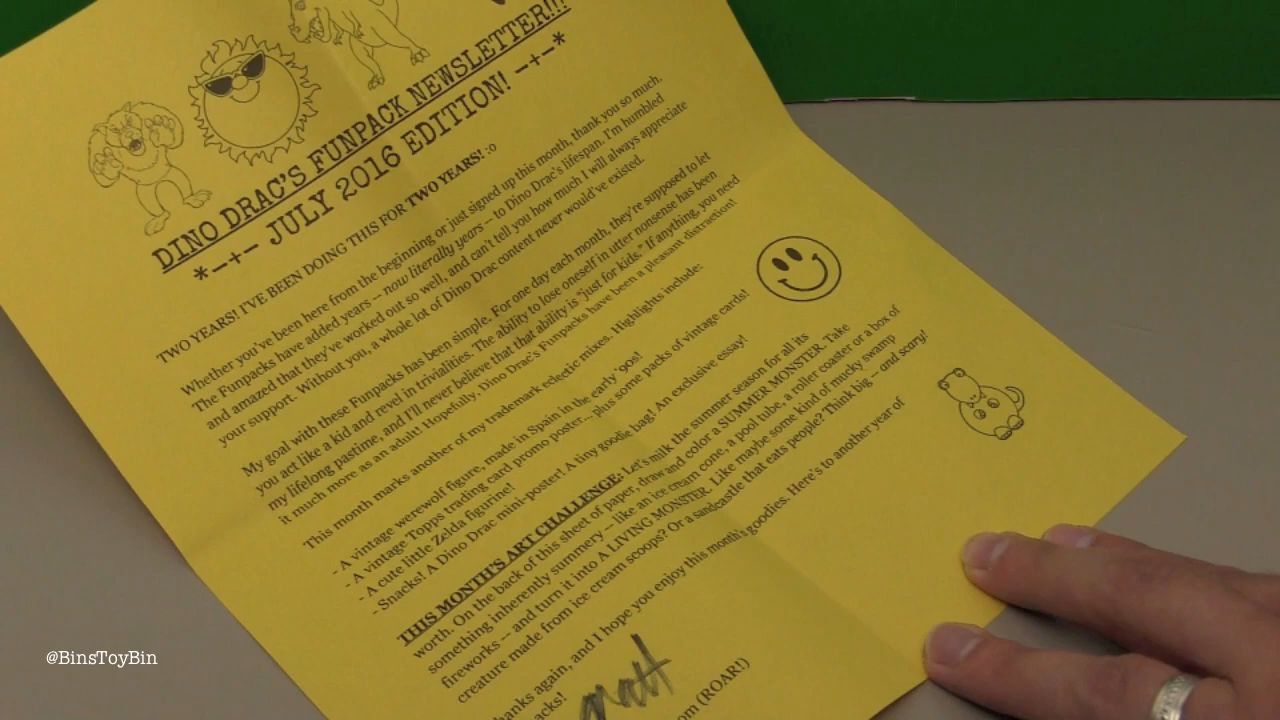 DINO DRAC'S FUNPACK NEWSLETTER!!!
*-+-- JULY 2016 EDITION! --+-*
TWO YEARS! I'VE BEEN DOING THIS FOR TWO YEARS! :o
Whether you've been here from the beginning or just signed up this month, thank you so much.
The Funpacks have added years -- now literally years -- to Dino Drac's lifespan. I'm humbled
and amazed that they've worked out so well, and can't tell you how much I will always appreciate
your support. Without you, a whole lot of Dino Drac content never would've existed.
My goal with these Funpacks has been simple. For one day each month, they're supposed to let
you act like a kid and revel in trivialities. The ability to lose oneself in utter nonsense has been
my lifelong pastime, and I'll never believe that that ability is "just for kids." If anything, you need
it much more as an adult! Hopefully, Dino Drac's Funpacks have been a pleasant distraction!
This month marks another of my trademark eclectic mixes. Highlights include:
- A vintage werewolf figure, made in Spain in the early '90s!
- A vintage Topps trading card promo poster... plus some packs of vintage cards!
- A cute little Zelda figurine!
- Snacks! A Dino Drac mini-poster! A tiny goodie bag! An exclusive essay!
THIS MONTH'S ART CHALLENGE: Let's milk the summer season for all its
worth. On the back of this sheet of paper, draw and color a SUMMER MONSTER. Take
something inherently summery -- like an ice cream cone, a pool tube, a roller coaster or a box of
fireworks -- and turn it into A LIVING MONSTER. Like maybe some kind of mucky swamp
creature made from ice cream scoops? Or a sandcastle that eats people? Think big -- and scary!
hanks again, and I hope you enjoy this month's goodies. Here's to another year of
acks!
matt
om (ROAR!)
@BinsToyBin